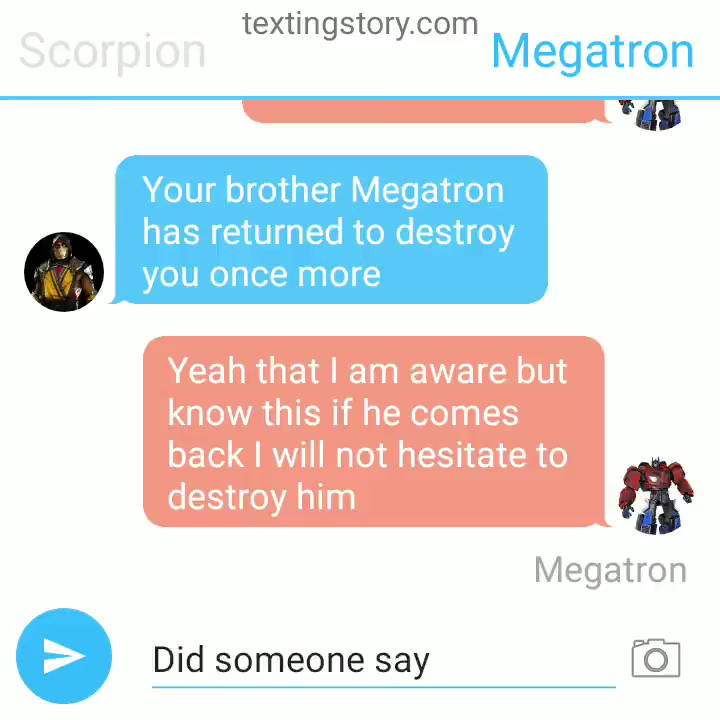 textingstory.com
Scorpion
Megatron
Your brother Megatron
has returned to destroy
you once more
Yeah that I am aware but
know this if he comes
back I will not hesitate to
destroy him
Megatron
Did someone say